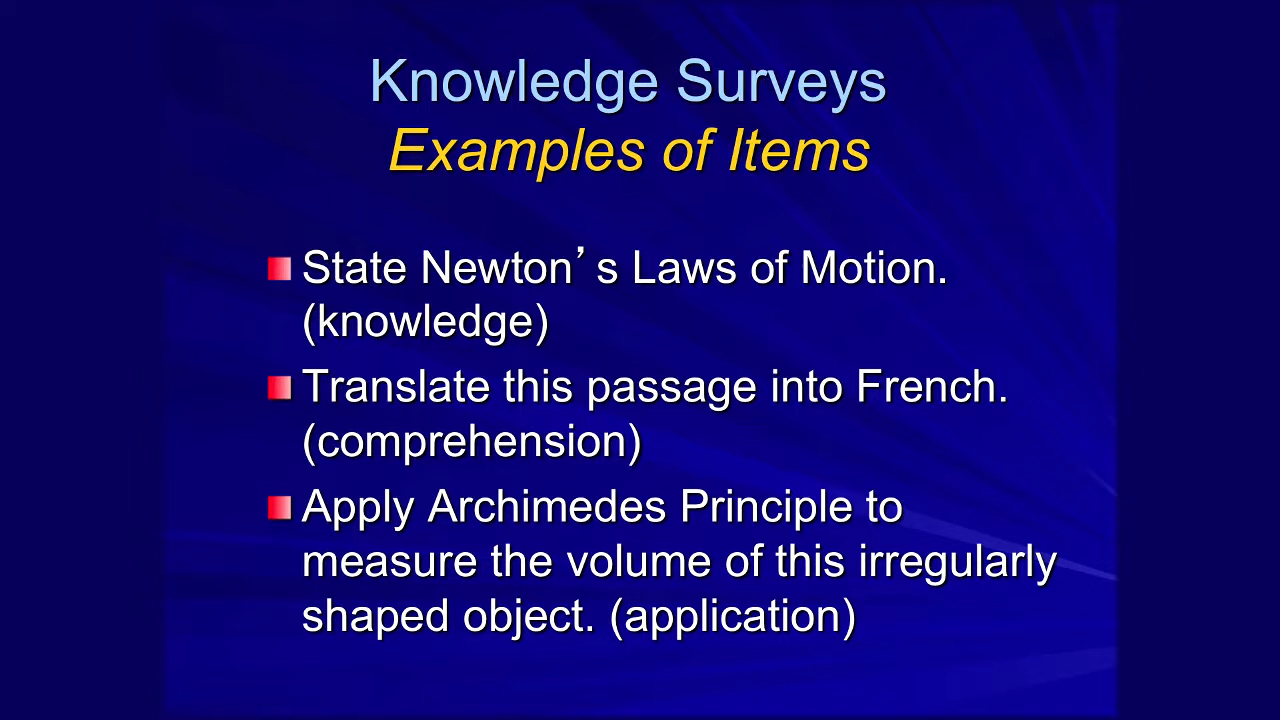 Knowledge Surveys
Examples of Items
State Newton’s Laws of Motion.
(knowledge)
Translate this passage into French.
(comprehension)
Apply Archimedes Principle to
measure the volume of this irregularly
shaped object. (application)